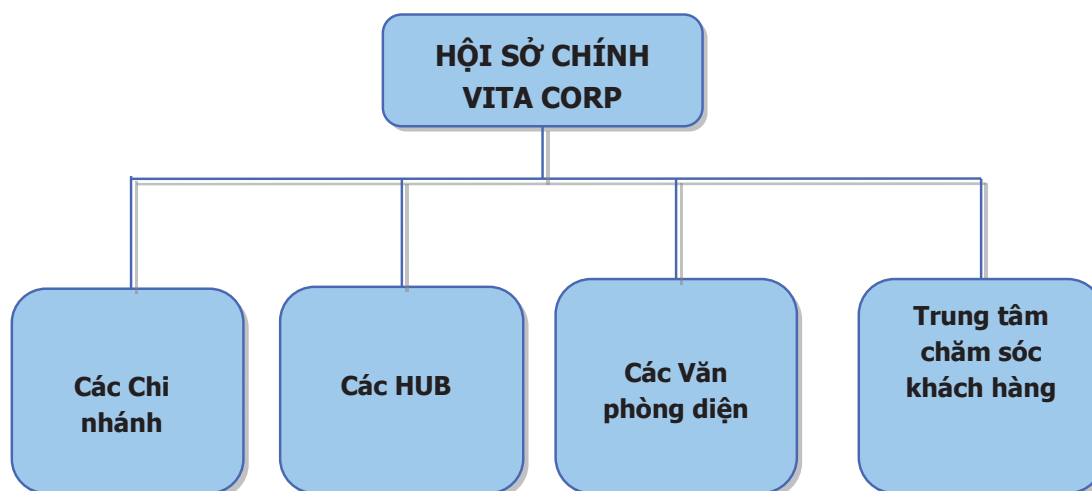 HỘI SỞ CHÍNH
VITA CORP
Các Chi
nhánh
Các HUB
Các Văn
phòng diện
Trung tâm
chăm sóc
khách hàng